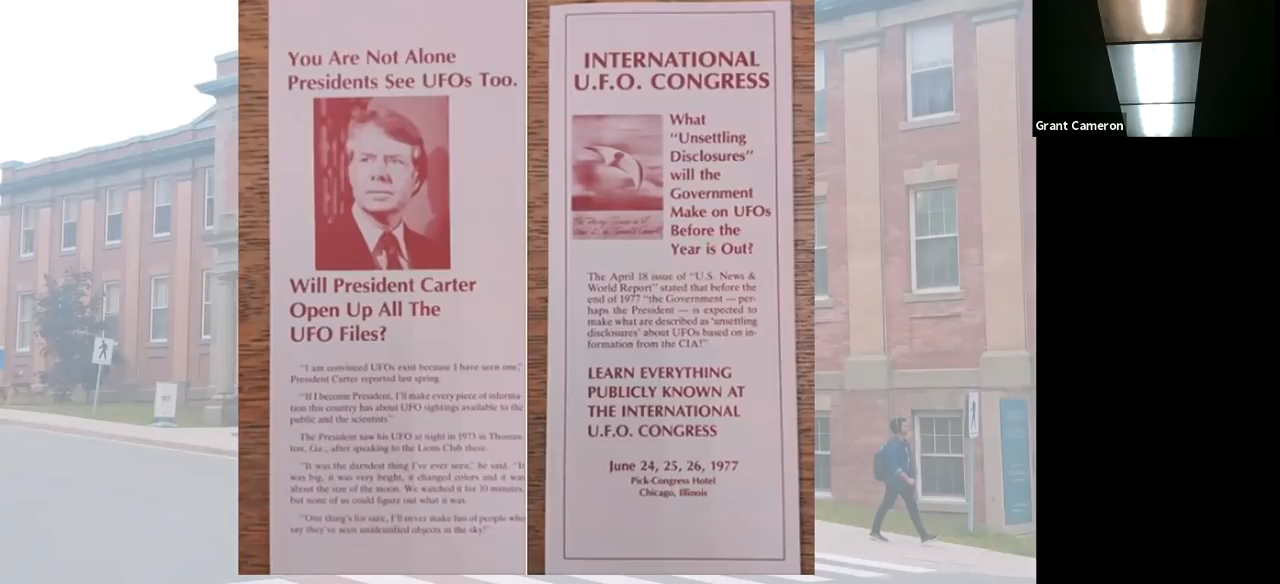 You Are Not Alone
Presidents See UFOs Too.
Will President Carter
Open Up All The
UFO Files?
"I am convinced UFOs exist because I have seen one,"
President Carter reported last spring.
"If I become President, I'll make every piece of informa-
tion this country has about UFO sightings available to the
public and the scientists."
The President saw his UFO at night in 1973 in Thomas-
ton, Ga., after speaking to the Lions Club there.
"It was the darndest thing I've ever seen," he said. "It
was big, it was very bright, it changed colors and it was
about the size of the moon. We watched it for 10 minutes,
but none of us could figure out what it was.
"One thing's for sure, I'll never make fun of people who
say they've seen unidentified objects in the sky!"
INTERNATIONAL
U.F.O. CONGRESS
What
"Unsettling
Disclosures"
will the
Government
Make on UFOs
Before the
Year is Out?
The April 18 issue of "U.S. News &
World Report" stated that before the
end of 1977 "the Government — per-
haps the President — is expected to
make what are described as 'unsettling
disclosures' about UFOs based on in-
formation from the CIA!"
LEARN EVERYTHING
PUBLICLY KNOWN AT
THE INTERNATIONAL
U.F.O. CONGRESS
June 24, 25, 26, 1977
Pick-Congress Hotel
Chicago, Illinois
Grant Cameron